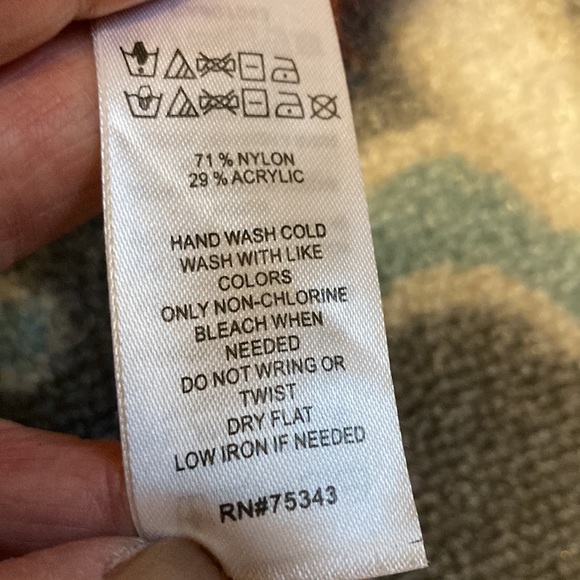 71 % NYLON
29 % ACRYLIC
HAND WASH COLD
WASH WITH LIKE
COLORS
ONLY NON-CHLORINE
BLEACH WHEN
NEEDED
DO NOT WRING OR
TWIST
DRY FLAT
LOW IRON IF NEEDED
RN#75343